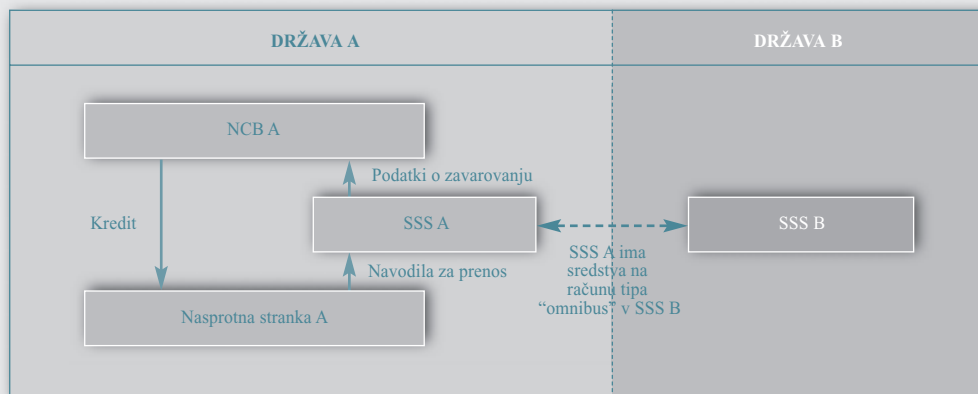 DRŽAVA A
DRŽAVA B
NCB A
Podatki o zavarovanju
Kredit
SSS A
SSS B
Navodila za prenos
SSS A ima
sredstva na
računu tipa
“omnibus” v SSS B
Nasprotna stranka A